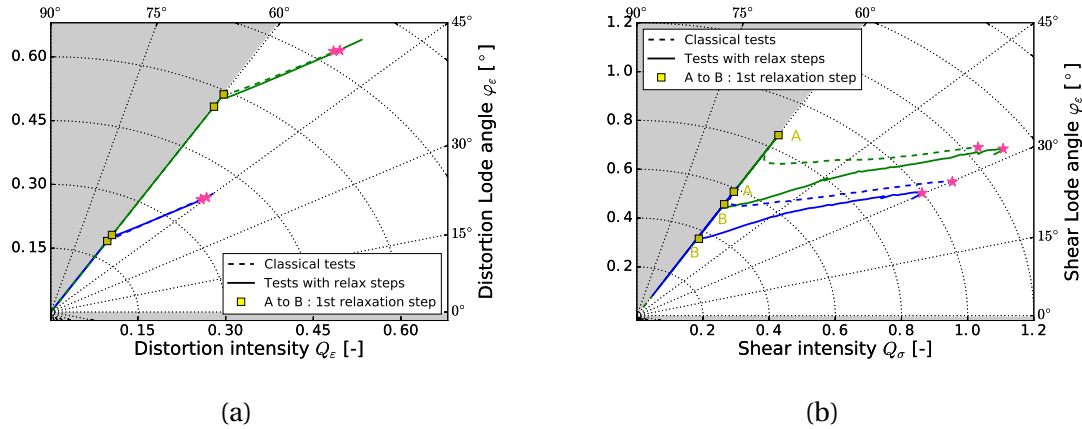 90° 75° 60° 45°
0.60
0.45
0.30
0.15
30°
15°
0°
Distortion Lode angle φε [°]
Classical tests
Tests with relax steps
A to B : 1st relaxation step
0.15 0.30 0.45 0.60
Distortion intensity Qε [-]
(a)
90° 75° 60° 45°
1.2
1.0
0.8
0.6
0.4
0.2
Classical tests
Tests with relax steps
A to B : 1st relaxation step
A
A
B
B
30°
15°
0°
Shear Lode angle φε [°]
0.2 0.4 0.6 0.8 1.0 1.2
Shear intensity Qσ [-]
(b)